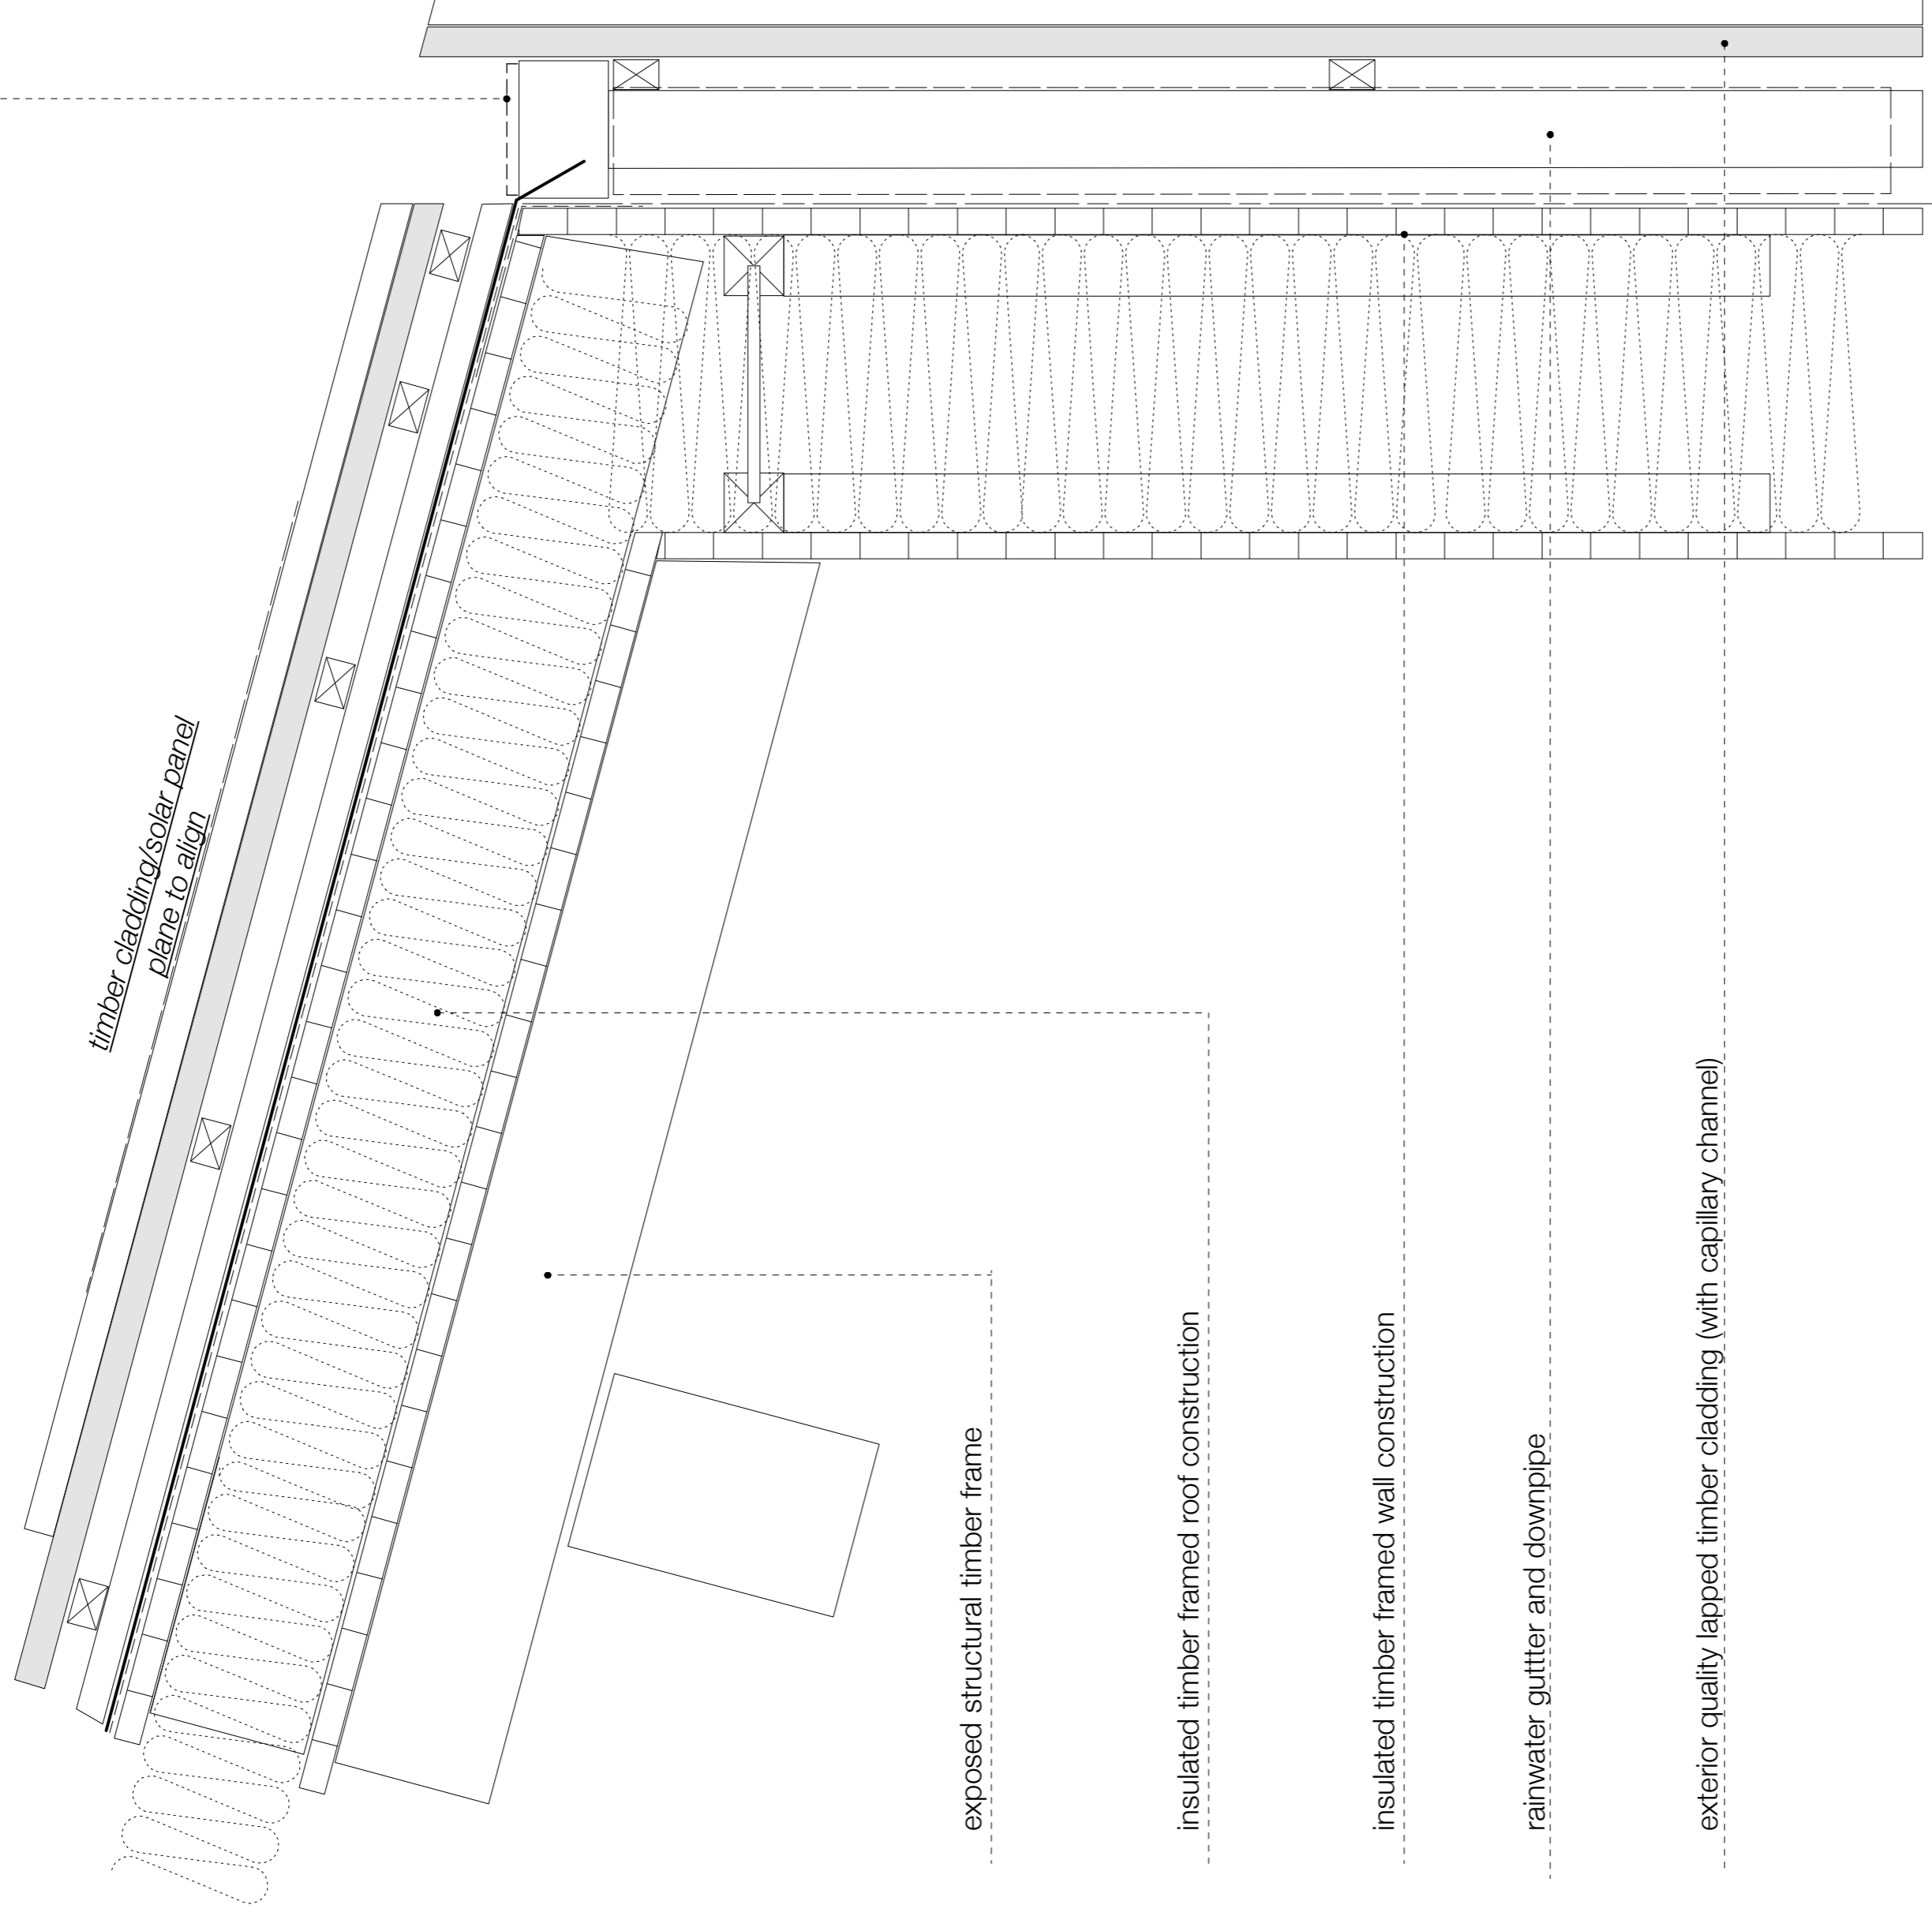 timber cladding/solar panel
plane to align
exposed structural timber frame
insulated timber framed roof construction
insulated timber framed wall construction
rainwater guttter and downpipe
exterior quality lapped timber cladding (with capillary channel)